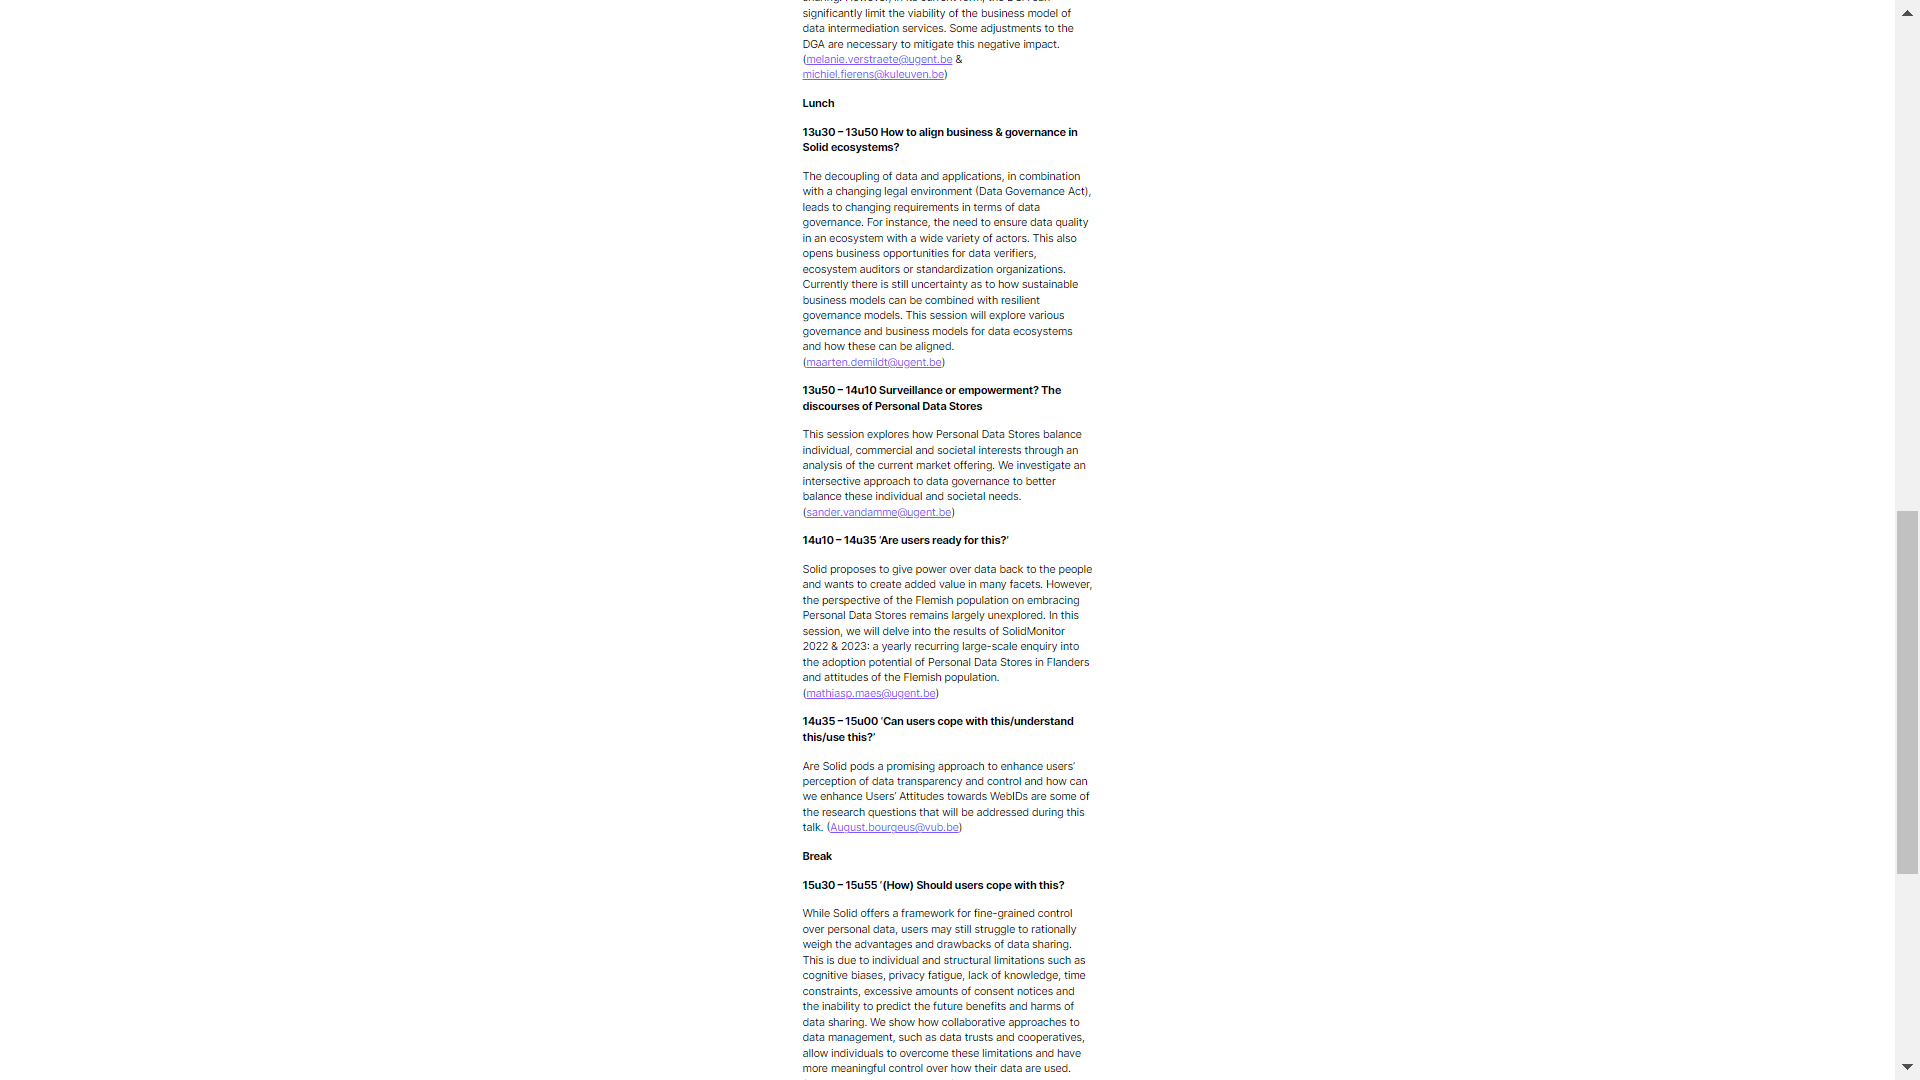 significantly limit the viability of the business model of
data intermediation services. Some adjustments to the
DGA are necessary to mitigate this negative impact.
(melanie.verstraete@ugent.be &
michiel.fierens@kuleuven.be)
Lunch
13u30 – 13u50 How to align business & governance in
Solid ecosystems?
The decoupling of data and applications, in combination
with a changing legal environment (Data Governance Act),
leads to changing requirements in terms of data
governance. For instance, the need to ensure data quality
in an ecosystem with a wide variety of actors. This also
opens business opportunities for data verifiers,
ecosystem auditors or standardization organizations.
Currently there is still uncertainty as to how sustainable
business models can be combined with resilient
governance models. This session will explore various
governance and business models for data ecosystems
and how these can be aligned.
(maarten.demildt@ugent.be)
13u50 – 14u10 Surveillance or empowerment? The
discourses of Personal Data Stores
This session explores how Personal Data Stores balance
individual, commercial and societal interests through an
analysis of the current market offering. We investigate an
intersective approach to data governance to better
balance these individual and societal needs.
(sander.vandamme@ugent.be)
14u10 – 14u35 ‘Are users ready for this?’
Solid proposes to give power over data back to the people
and wants to create added value in many facets. However,
the perspective of the Flemish population on embracing
Personal Data Stores remains largely unexplored. In this
session, we will delve into the results of SolidMonitor
2022 & 2023: a yearly recurring large-scale enquiry into
the adoption potential of Personal Data Stores in Flanders
and attitudes of the Flemish population.
(mathiasp.maes@ugent.be)
14u35 – 15u00 ‘Can users cope with this/understand
this/use this?’
Are Solid pods a promising approach to enhance users’
perception of data transparency and control and how can
we enhance Users’ Attitudes towards WebIDs are some of
the research questions that will be addressed during this
talk. (August.bourgeus@vub.be)
Break
15u30 – 15u55 ‘(How) Should users cope with this?
While Solid offers a framework for fine-grained control
over personal data, users may still struggle to rationally
weigh the advantages and drawbacks of data sharing.
This is due to individual and structural limitations such as
cognitive biases, privacy fatigue, lack of knowledge, time
constraints, excessive amounts of consent notices and
the inability to predict the future benefits and harms of
data sharing. We show how collaborative approaches to
data management, such as data trusts and cooperatives,
allow individuals to overcome these limitations and have
more meaningful control over how their data are used.